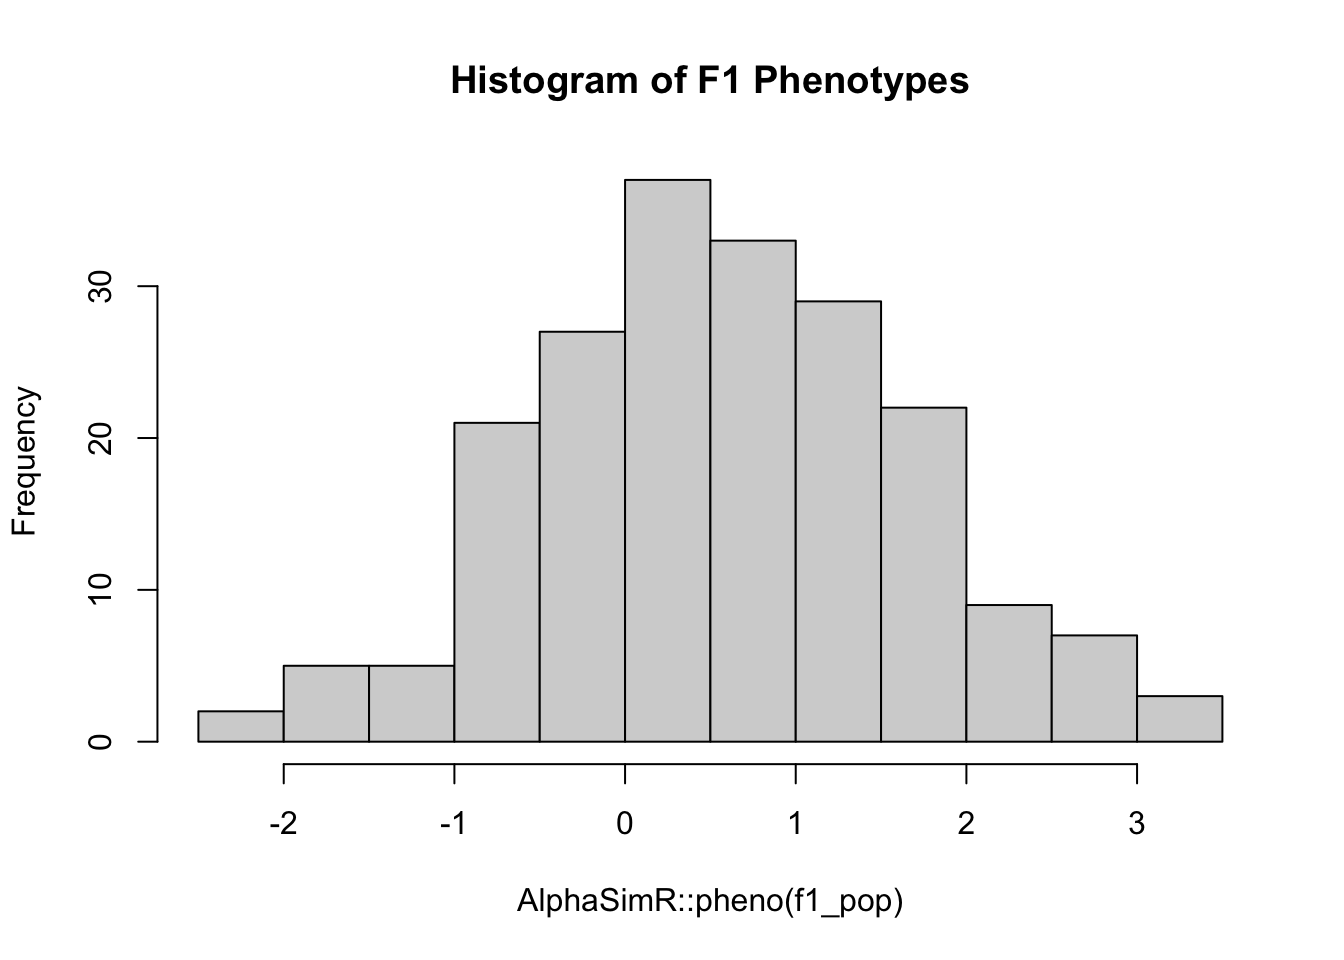 Histogram of F1 Phenotypes
Frequency
30
20
10
0
-2 -1 0 1 2 3
AlphaSimR::pheno(f1_pop)